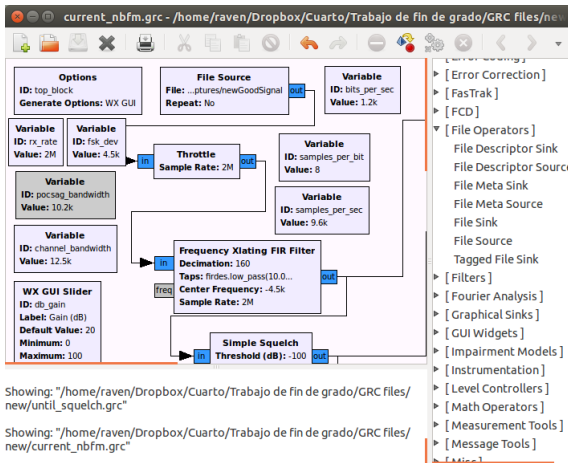 current_nbfm.grc - /home/raven/Dropbox/Cuarto/Trabajo de fin de grado/GRC files/new
Options
ID: top_block
Generate Options: WX GUI
File Source
File: ...ptures/newGoodSignal
Repeat: No
out
Variable
ID: bits_per_sec
Value: 1.2k
Variable
ID: rx_rate
Value: 2M
Variable
ID: fsk_dev
Value: 4.5k
in
Throttle
Sample Rate: 2M
out
Variable
ID: samples_per_bit
Value: 8
Variable
ID: pocsag_bandwidth
Value: 10.2k
Variable
ID: samples_per_sec
Value: 9.6k
Variable
ID: channel_bandwidth
Value: 12.5k
in
freq
Frequency Xlating FIR Filter
Decimation: 160
Taps: firdes.low_pass(10.0...
Center Frequency: -4.5k
Sample Rate: 2M
out
WX GUI Slider
ID: db_gain
Label: Gain (dB)
Default Value: 20
Minimum: 0
Maximum: 100
in
Simple Squelch
Threshold (dB): -100
out
Showing: "/home/raven/Dropbox/Cuarto/Trabajo de fin de grado/GRC files/
new/until_squelch.grc"
Showing: "/home/raven/Dropbox/Cuarto/Trabajo de fin de grado/GRC files/
new/current_nbfm.grc"
[ Error Coding ]
[ Error Correction ]
[ FasTrak ]
[ FCD ]
[ File Operators ]
File Descriptor Sink
File Descriptor Source
File Meta Sink
File Meta Source
File Sink
File Source
Tagged File Sink
[ Filters ]
[ Fourier Analysis ]
[ Graphical Sinks ]
[ GUI Widgets ]
[ Impairment Models ]
[ Instrumentation ]
[ Level Controllers ]
[ Math Operators ]
[ Measurement Tools ]
[ Message Tools ]
[ Misc ]